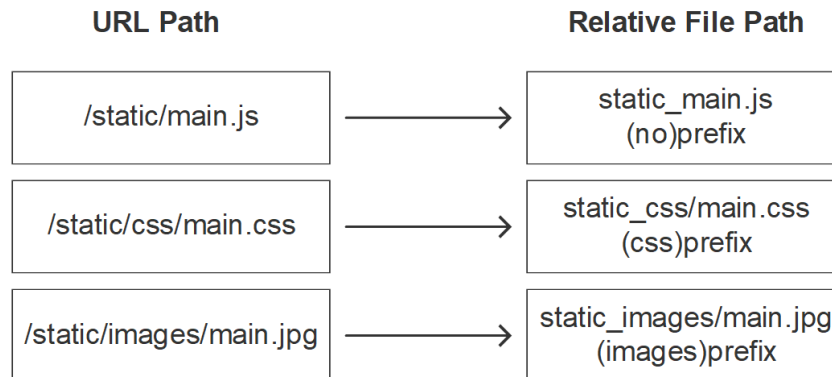 URL Path
Relative File Path
/static/main.js
static_main.js
(no)prefix
/static/css/main.css
static_css/main.css
(css)prefix
/static/images/main.jpg
static_images/main.jpg
(images)prefix